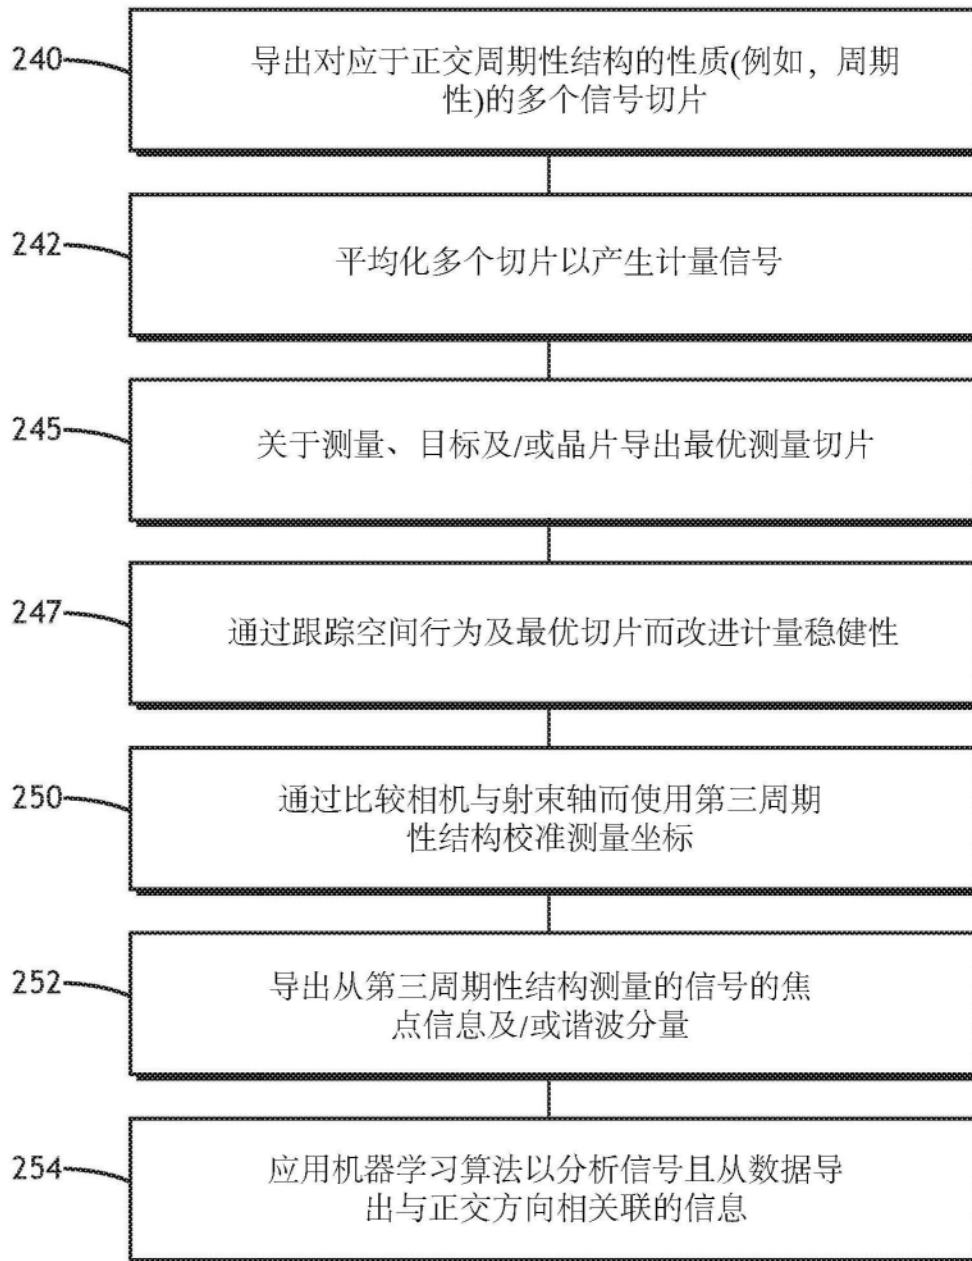 240
导出对应于正交周期性结构的性质(例如，周期
性)的多个信号切片
242
平均化多个切片以产生计量信号
245
关于测量、目标及/或晶片导出最优测量切片
247
通过跟踪空间行为及最优切片而改进计量稳健性
250
通过比较相机与射束轴而使用第三周期
性结构校准测量坐标
252
导出从第三周期性结构测量的信号的焦
点信息及/或谐波分量
254
应用机器学习算法以分析信号且从数据导
出与正交方向相关联的信息